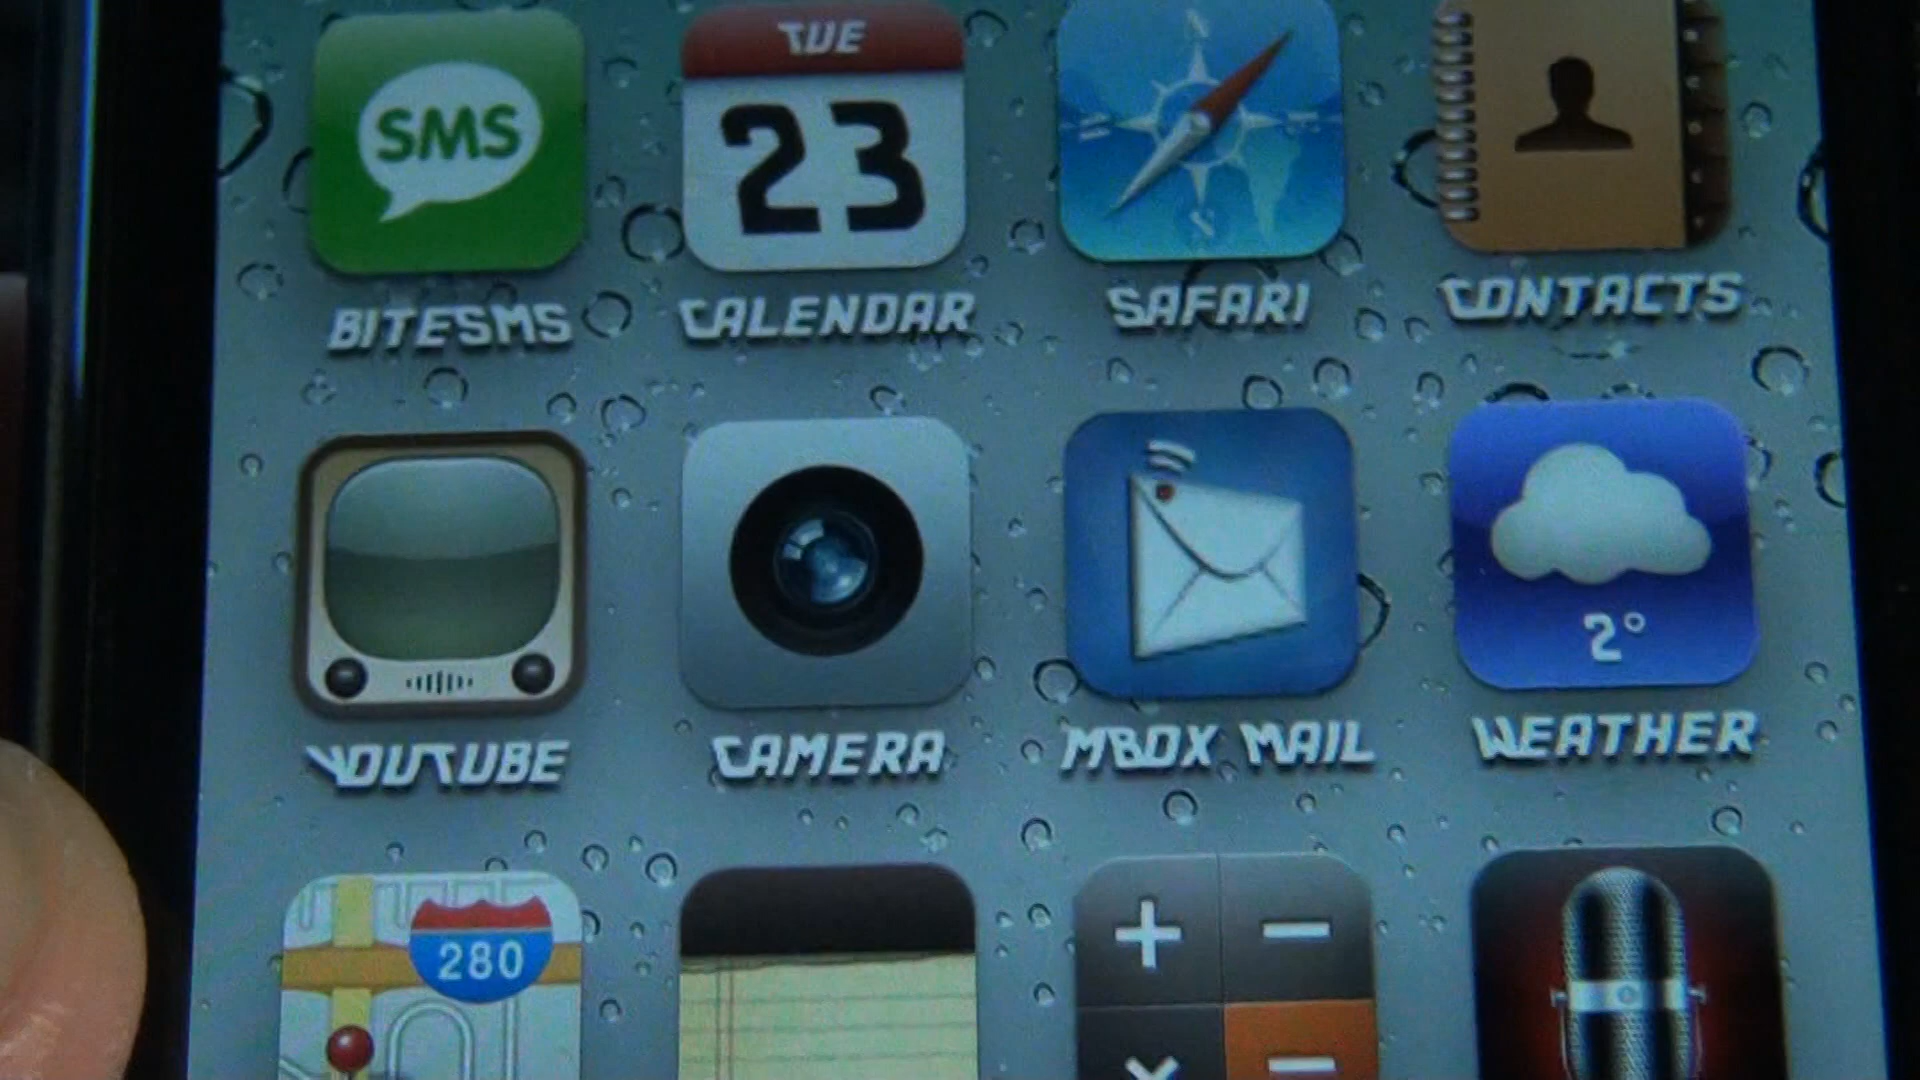 SMS
TUE
23
N
BITESMS
CALENDAR
SAFARI
CONTACTS
2°
YOUTUBE
CAMERA
MBOX MAIL
WEATHER
280